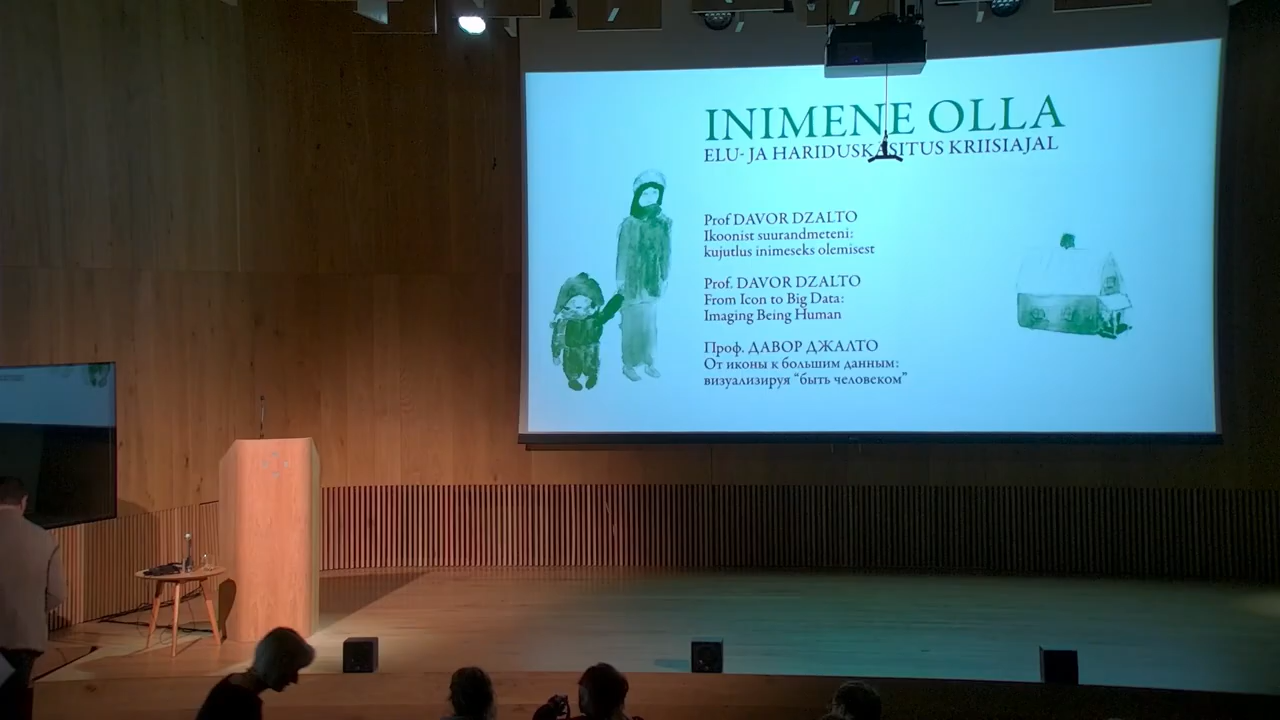 INIMENE OLLA
ELU- JA HARIDUSKÄSITUS KRIISIAJAL
Prof DAVOR DZALTO
Ikoonist suurandmeteni:
kujutlus inimeseks olemisest
Prof. DAVOR DZALTO
From Icon to Big Data:
Imaging Being Human
Проф. ДАВОР ДЖАЛТО
От иконы к большим данным:
визуализируя “быть человеком”